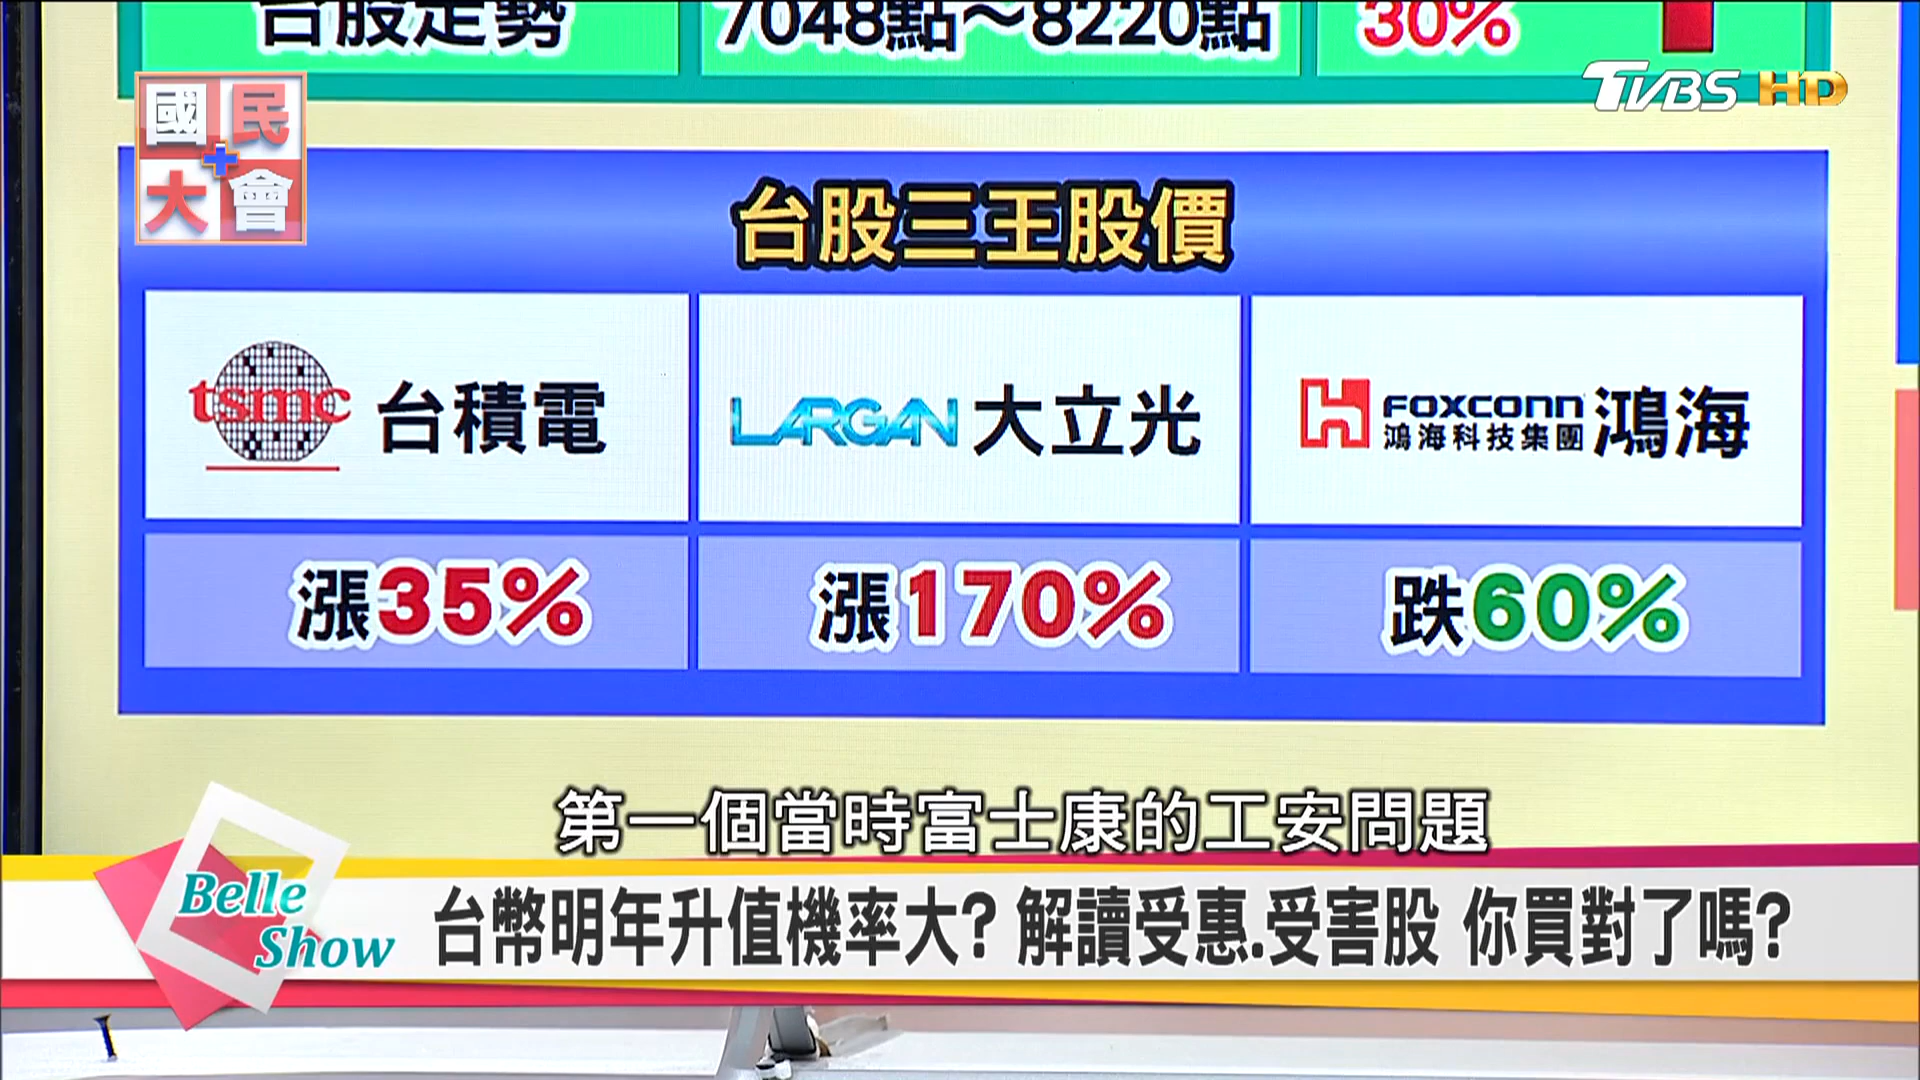 台股走勢 7048點~8220點 30%
國民大會
TVBS HD
台股三王股價
tsmc 台積電
LARGAN 大立光
FOXCONN 鴻海科技集團 鴻海
漲35%
漲170%
跌60%
第一個當時富士康的工安問題
Belle Show
台幣明年升值機率大? 解讀受惠.受害股 你買對了嗎?